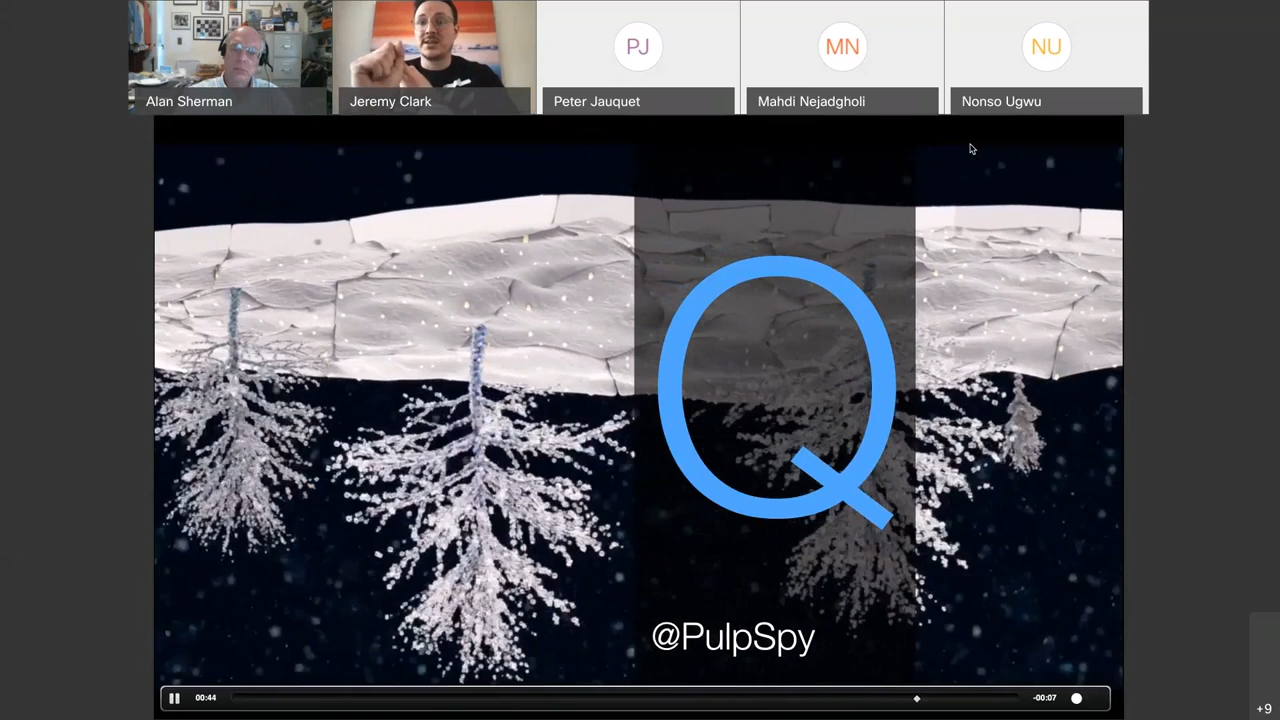 PJ
MN
NU
Alan Sherman
Jeremy Clark
Peter Jauquet
Mahdi Nejadgholi
Nonso Ugwu
Q
@PulpSpy
00:44
-00:07
+9